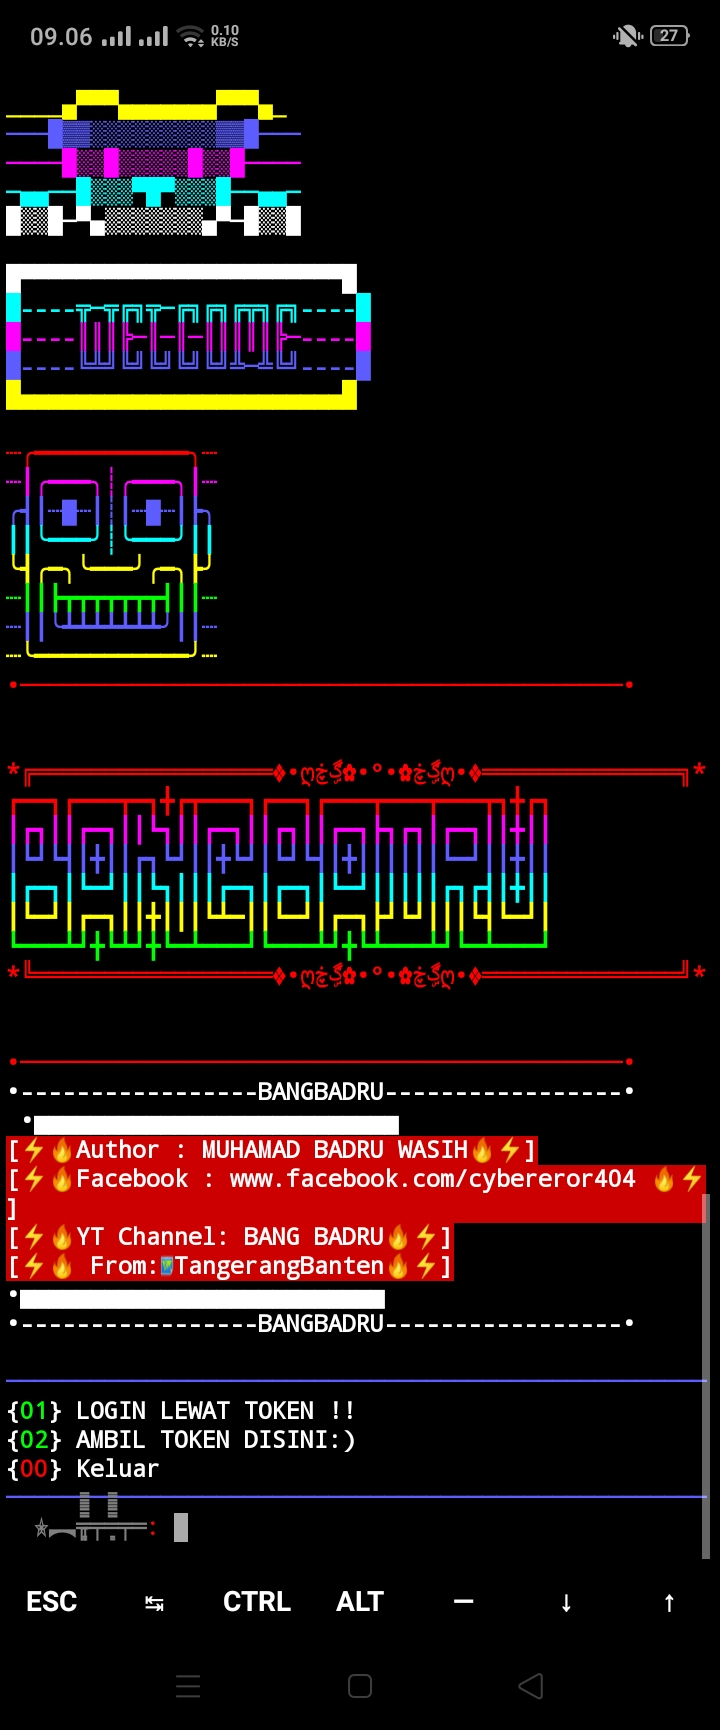 09.06 0.10 KB/S 27
•-----------------BANGBADRU-----------------•
[⚡🔥Author : MUHAMAD BADRU WASIH🔥⚡]
[⚡🔥Facebook : www.facebook.com/cybereror404 🔥⚡
]
[⚡🔥YT Channel: BANG BADRU🔥⚡]
[⚡🔥 From:TangerangBanten🔥⚡]
•-----------------BANGBADRU-----------------•
{01} LOGIN LEWAT TOKEN !!
{02} AMBIL TOKEN DISINI:)
{00} Keluar
ESC ↹ CTRL ALT — ↓ ↑